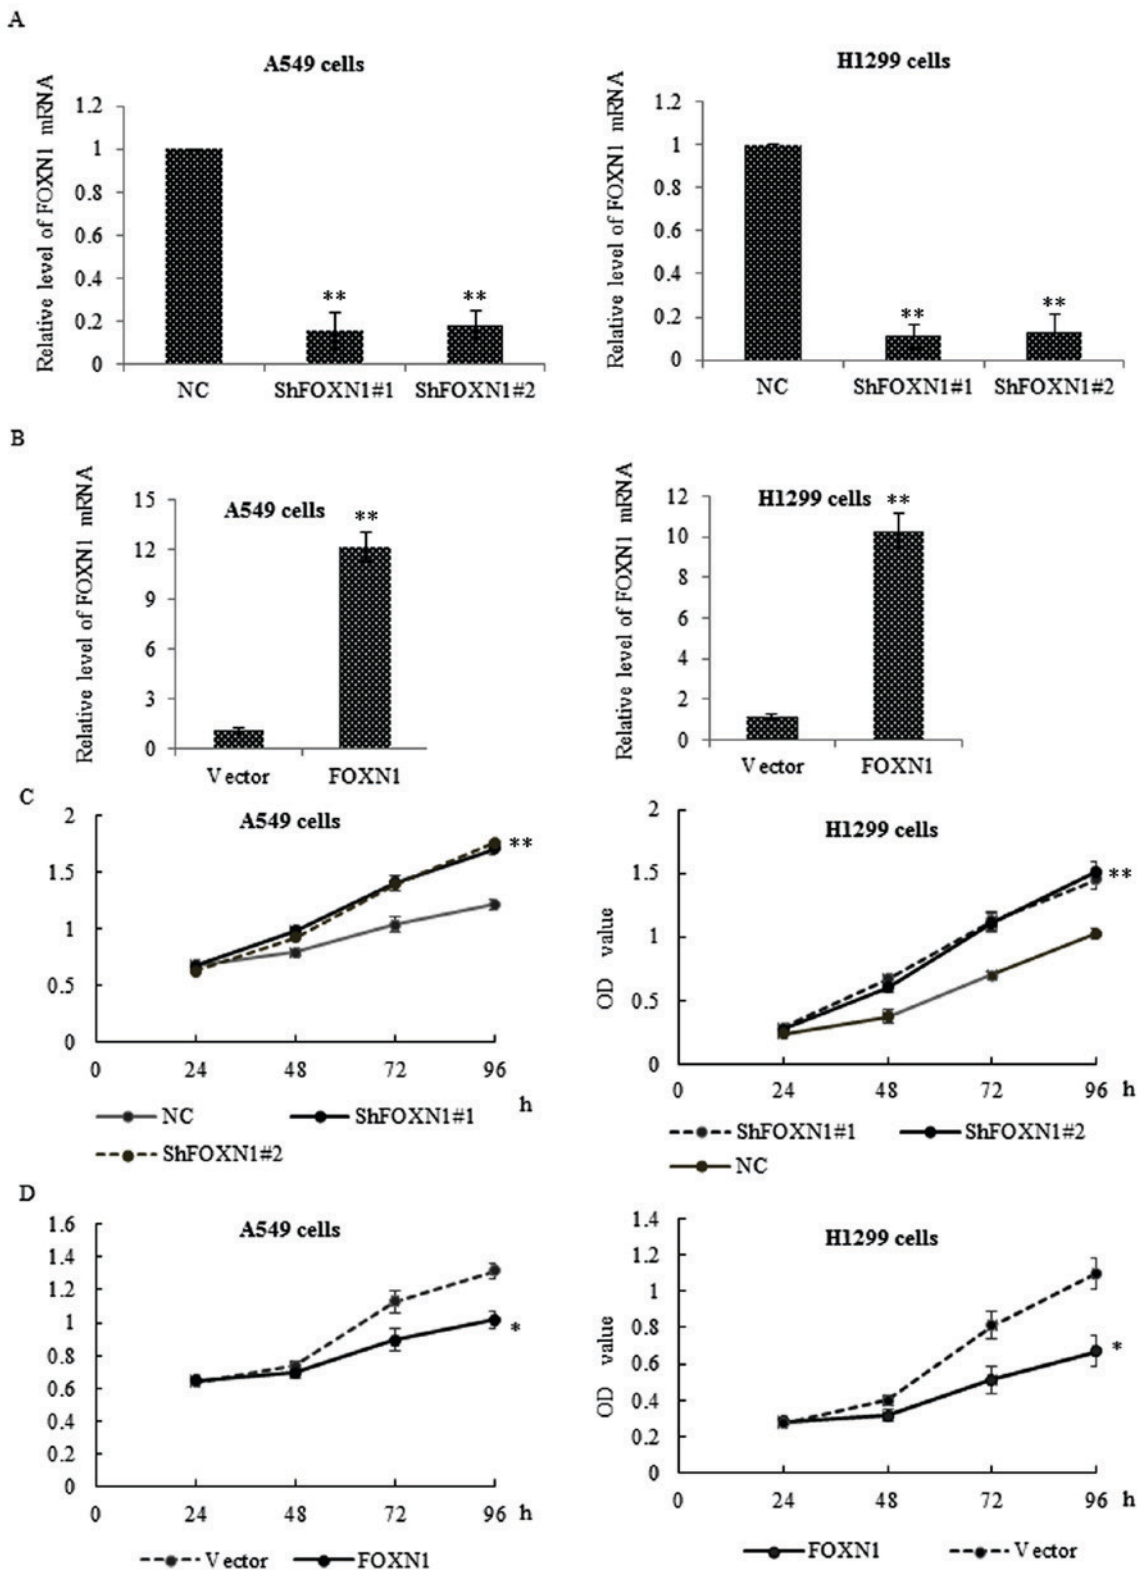 A
A549 cells
H1299 cells
Relative level of FOXN1 mRNA
1.2
1
0.8
0.6
0.4
0.2
0
**
**
NC ShFOXN1#1 ShFOXN1#2
Relative level of FOXN1 mRNA
1.2
1
0.8
0.6
0.4
0.2
0
**
**
NC ShFOXN1#1 ShFOXN1#2
B
Relative level of FOXN1 mRNA
A549 cells
15
12
9
6
3
0
**
Vector FOXN1
Relative level of FOXN1 mRNA
H1299 cells
12
10
8
6
4
2
0
**
Vector FOXN1
C
A549 cells
2
1.5
1
0.5
0
**
0 24 48 72 96 h
NC ShFOXN1#1
ShFOXN1#2
H1299 cells
OD value
2
1.5
1
0.5
0
**
0 24 48 72 96 h
ShFOXN1#1 ShFOXN1#2
NC
D
A549 cells
1.6
1.4
1.2
1
0.8
0.6
0.4
0.2
0
*
0 24 48 72 96 h
Vector FOXN1
H1299 cells
OD value
1.4
1.2
1
0.8
0.6
0.4
0.2
0
*
0 24 48 72 96 h
FOXN1 Vector